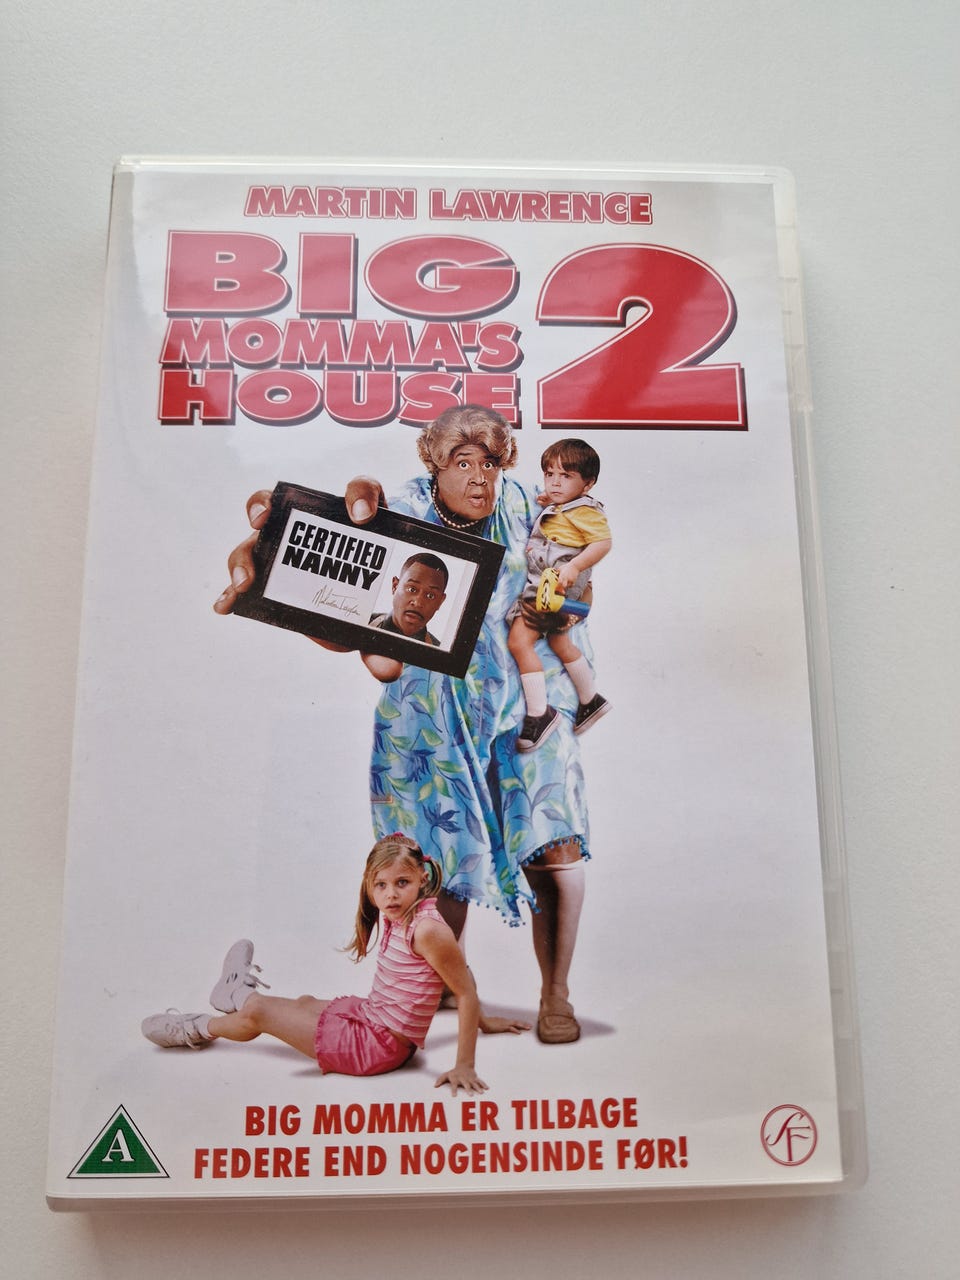 MARTIN LAWRENCE
BIG
MOMMA'S
HOUSE 2
CERTIFIED
NANNY
BIG MOMMA ER TILBAGE
FEDERE END NOGENSINDE FØR!
A
SF